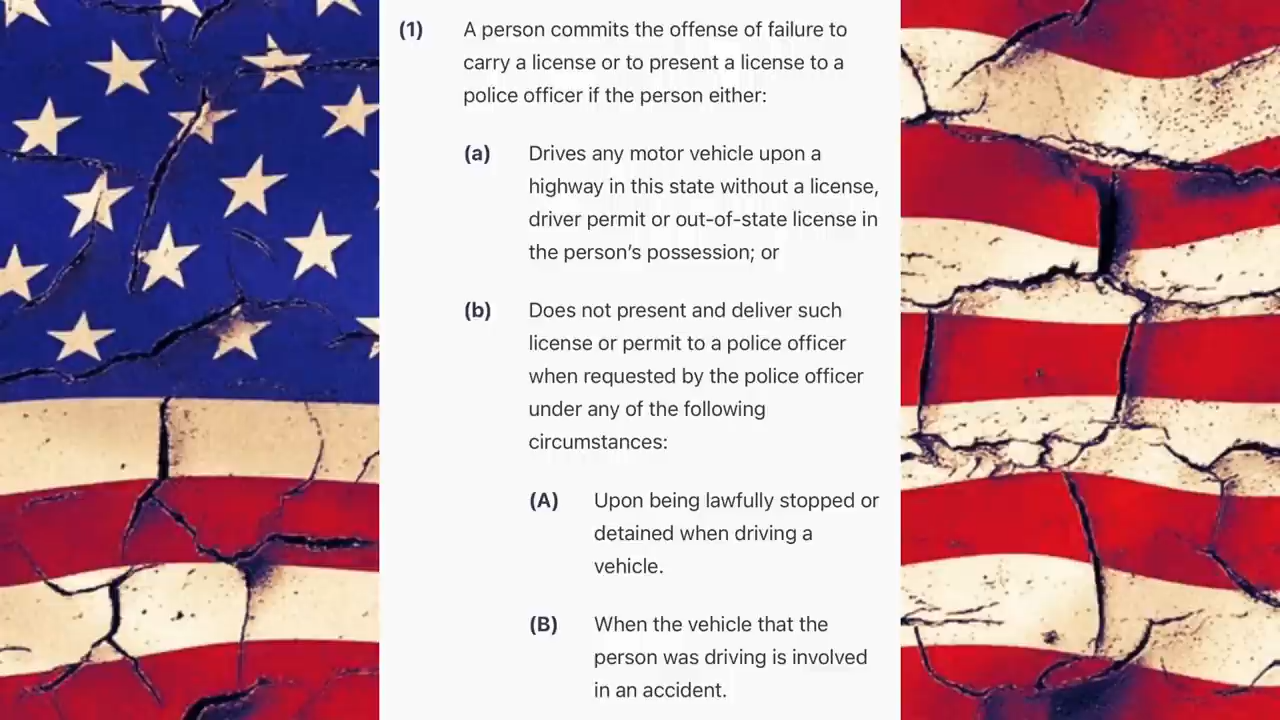 (1) A person commits the offense of failure to
carry a license or to present a license to a
police officer if the person either:
(a) Drives any motor vehicle upon a
highway in this state without a license,
driver permit or out-of-state license in
the person’s possession; or
(b) Does not present and deliver such
license or permit to a police officer
when requested by the police officer
under any of the following
circumstances:
(A) Upon being lawfully stopped or
detained when driving a
vehicle.
(B) When the vehicle that the
person was driving is involved
in an accident.